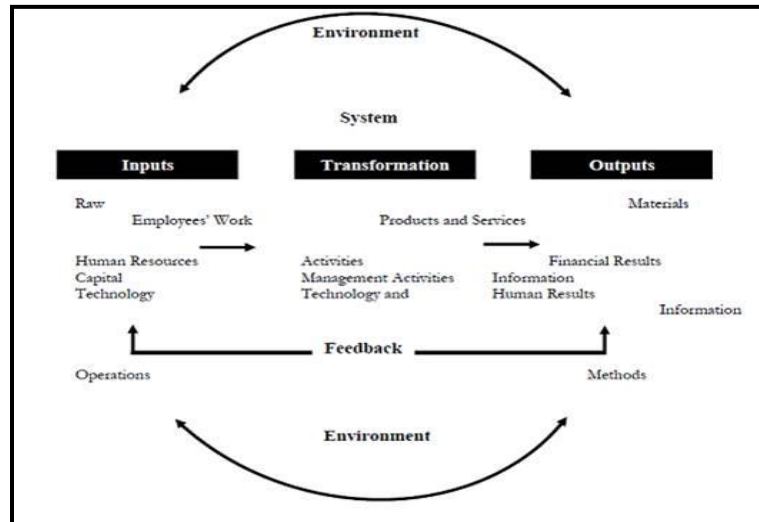 Environment
System
Inputs Transformation Outputs
Raw Materials
Employees' Work Products and Services
Human Resources Activities Financial Results
Capital Management Activities Information
Technology Technology and Human Results
Information
Feedback
Operations Methods
Environment